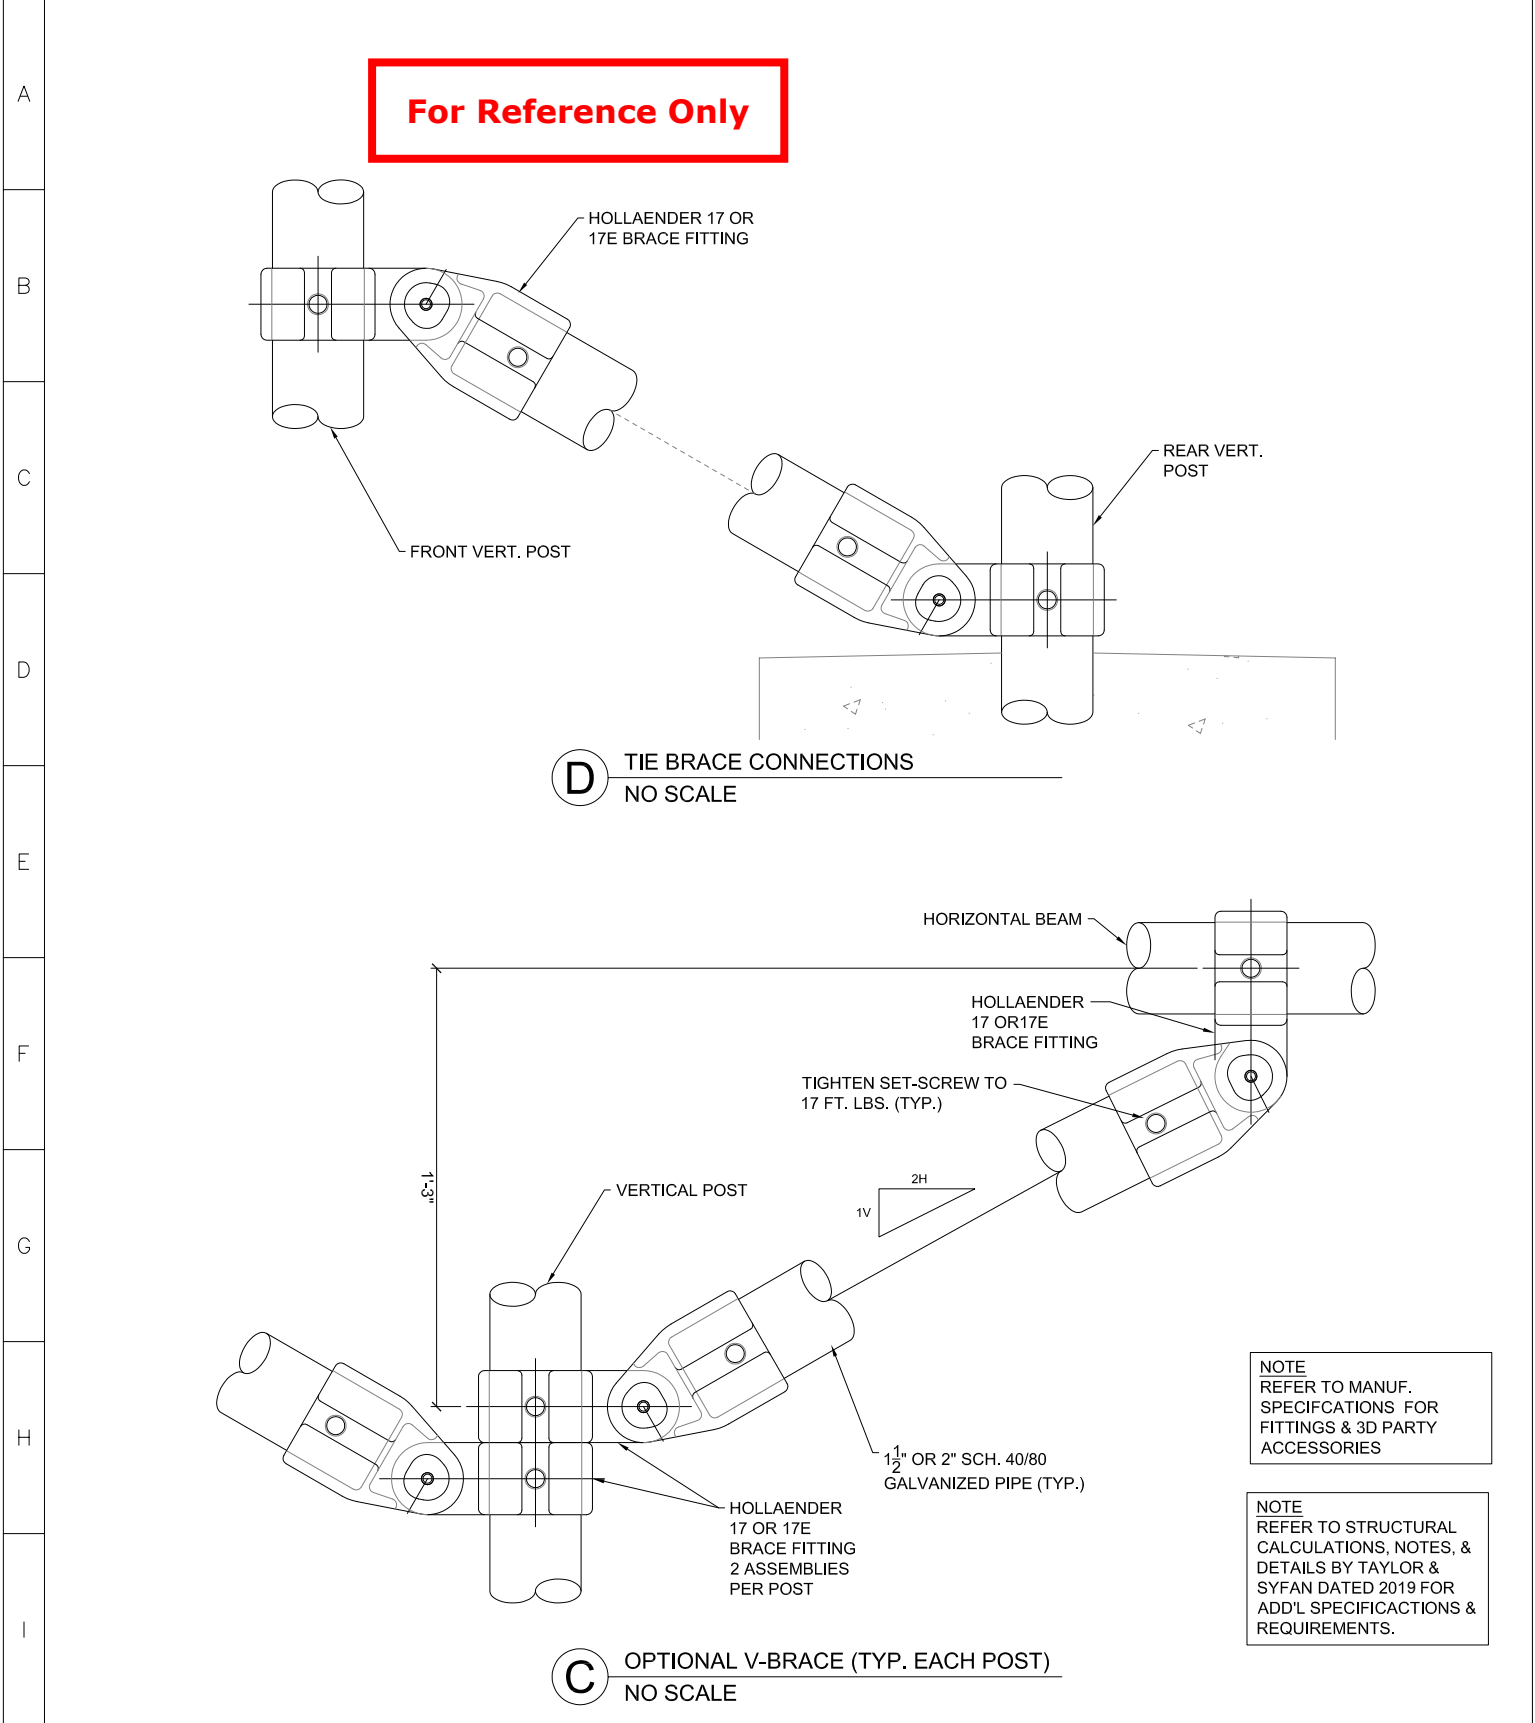 A
B
C
D
E
F
G
H
I
For Reference Only
HOLLAENDER 17 OR
17E BRACE FITTING
REAR VERT.
POST
FRONT VERT. POST
D
TIE BRACE CONNECTIONS
NO SCALE
HORIZONTAL BEAM
HOLLAENDER
17 OR17E
BRACE FITTING
TIGHTEN SET-SCREW TO
17 FT. LBS. (TYP.)
1'-3"
VERTICAL POST
2H
1V
1 1/2" OR 2" SCH. 40/80
GALVANIZED PIPE (TYP.)
HOLLAENDER
17 OR 17E
BRACE FITTING
2 ASSEMBLIES
PER POST
NOTE
REFER TO MANUF.
SPECIFCATIONS FOR
FITTINGS & 3D PARTY
ACCESSORIES
NOTE
REFER TO STRUCTURAL
CALCULATIONS, NOTES, &
DETAILS BY TAYLOR &
SYFAN DATED 2019 FOR
ADD'L SPECIFICACTIONS &
REQUIREMENTS.
C
OPTIONAL V-BRACE (TYP. EACH POST)
NO SCALE